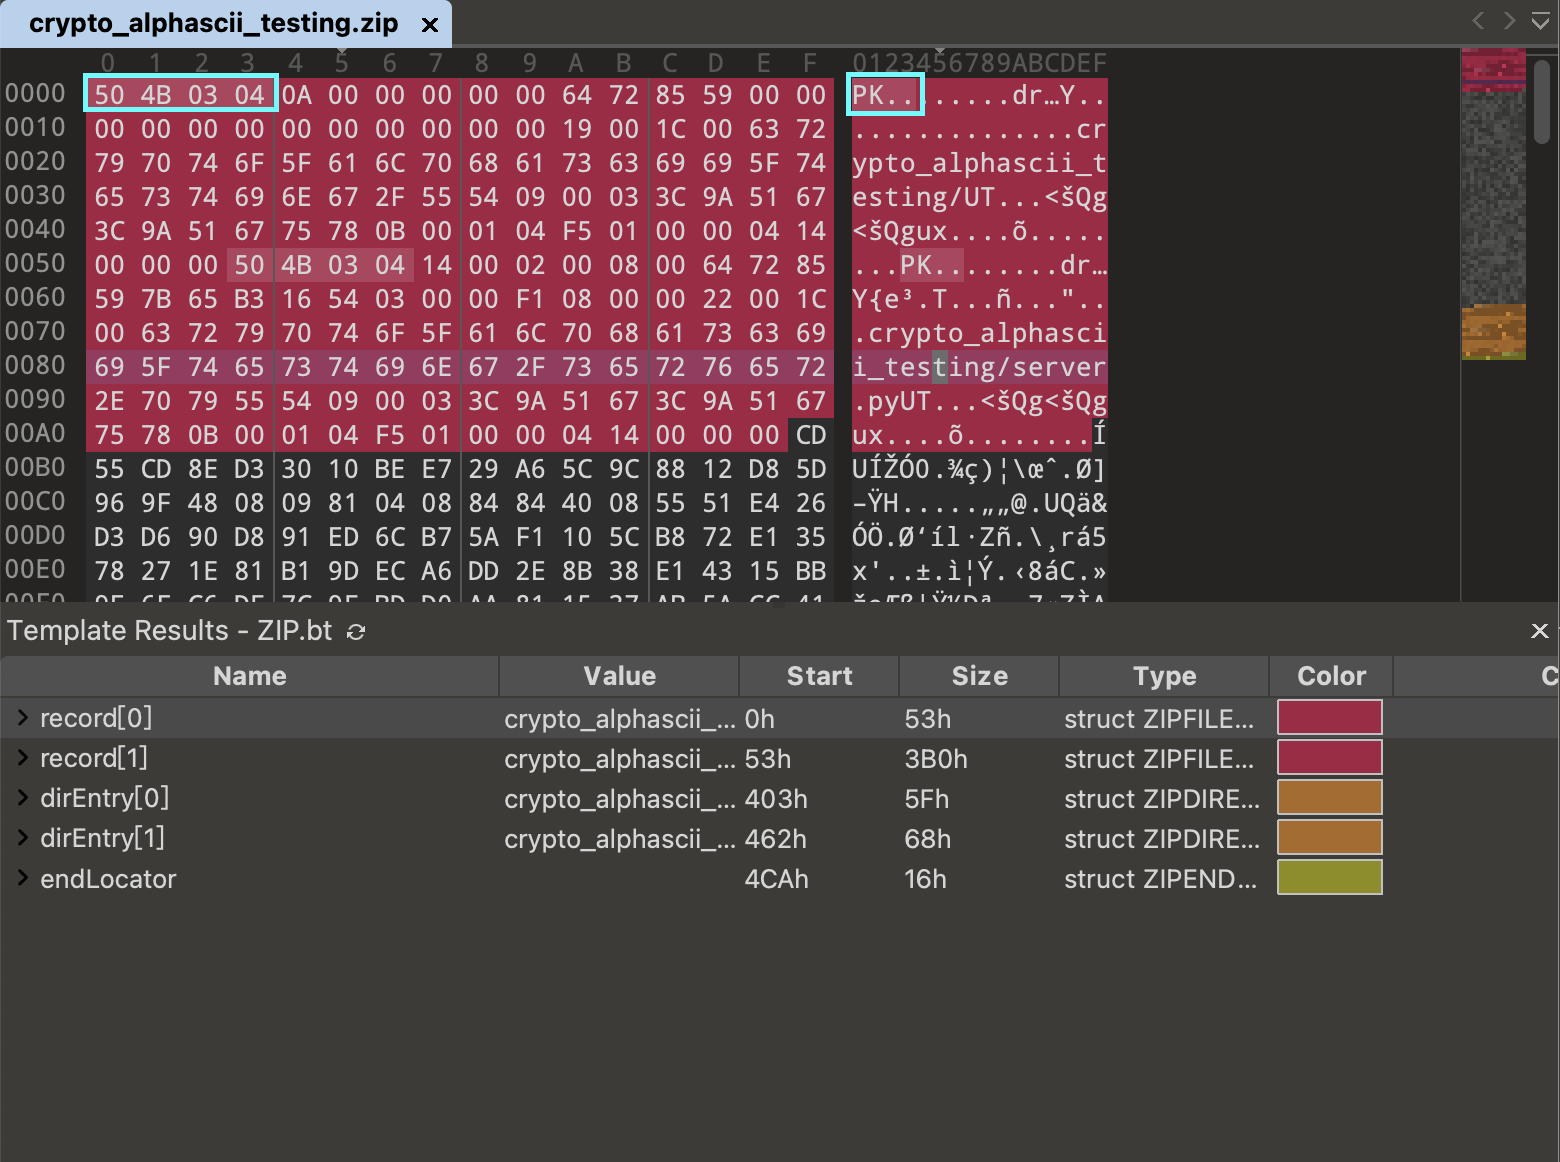 crypto_alphascii_testing.zip ×
0 1 2 3 4 5 6 7 8 9 A B C D E F 0123456789ABCDEF
0000 50 4B 03 04 0A 00 00 00 00 00 64 72 85 59 00 00 PK........dr…Y..
0010 00 00 00 00 00 00 00 00 00 00 19 00 1C 00 63 72 ..............cr
0020 79 70 74 6F 5F 61 6C 70 68 61 73 63 69 69 5F 74 ypto_alphascii_t
0030 65 73 74 69 6E 67 2F 55 54 09 00 03 3C 9A 51 67 esting/UT...<šQg
0040 3C 9A 51 67 75 78 0B 00 01 04 F5 01 00 00 04 14 <šQgux....õ.....
0050 00 00 00 50 4B 03 04 14 00 02 00 08 00 64 72 85 ...PK........dr…
0060 59 7B 65 B3 16 54 03 00 00 F1 08 00 00 22 00 1C Y{e³.T...ñ..."..
0070 00 63 72 79 70 74 6F 5F 61 6C 70 68 61 73 63 69 .crypto_alphasci
0080 69 5F 74 65 73 74 69 6E 67 2F 73 65 72 76 65 72 i_testing/server
0090 2E 70 79 55 54 09 00 03 3C 9A 51 67 3C 9A 51 67 .pyUT...<šQg<šQg
00A0 75 78 0B 00 01 04 F5 01 00 00 04 14 00 00 00 CD ux....õ........Í
00B0 55 CD 8E D3 30 10 BE E7 29 A6 5C 9C 88 12 D8 5D UÍŽÓ0.¾ç)¦\œˆ.Ø]
00C0 96 9F 48 08 09 81 04 08 84 84 40 08 55 51 E4 26 –ŸH.....„„@.UQä&
00D0 D3 D6 90 D8 91 ED 6C B7 5A F1 10 5C B8 72 E1 35 ÓÖ.Ø‘íl·Zñ.\¸rá5
00E0 78 27 1E 81 B1 9D EC A6 DD 2E 8B 38 E1 43 15 BB x'..±.ì¦Ý.‹8áC.»
Template Results - ZIP.bt
Name Value Start Size Type Color C
record[0] crypto_alphascii_... 0h 53h struct ZIPFILE...
record[1] crypto_alphascii_... 53h 3B0h struct ZIPFILE...
dirEntry[0] crypto_alphascii_... 403h 5Fh struct ZIPDIRE...
dirEntry[1] crypto_alphascii_... 462h 68h struct ZIPDIRE...
endLocator 4CAh 16h struct ZIPEND...